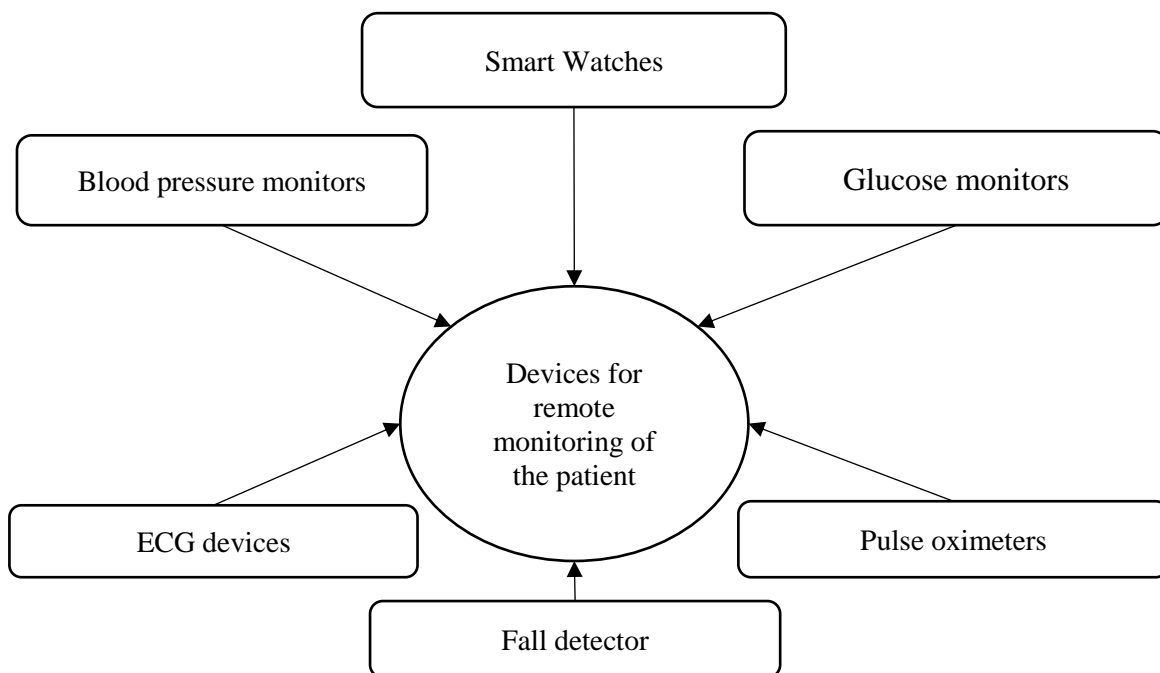 Smart Watches
Blood pressure monitors
Glucose monitors
Devices for
remote
monitoring of
the patient
ECG devices
Pulse oximeters
Fall detector